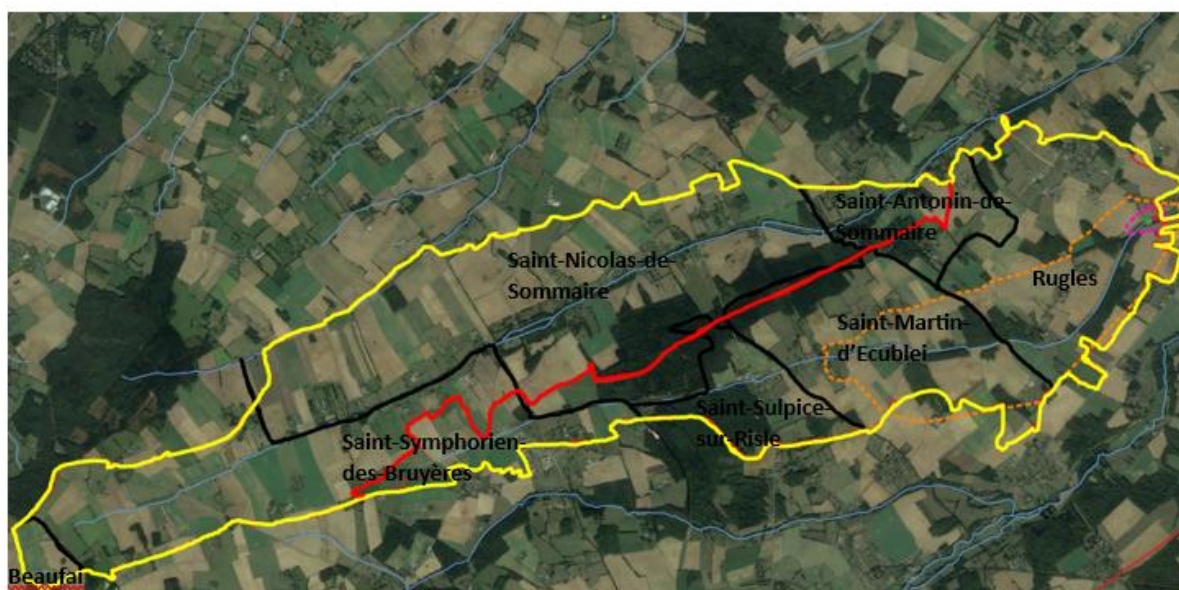 Saint-Antonin-de-
Sommaire
Saint-Nicolas-de-
Sommaire
Rugles
Saint-Martin-
d'Ecublei
Saint-Sulpice-
sur-Risle
Saint-Symphorien-
des-Bruyères
Beaufai